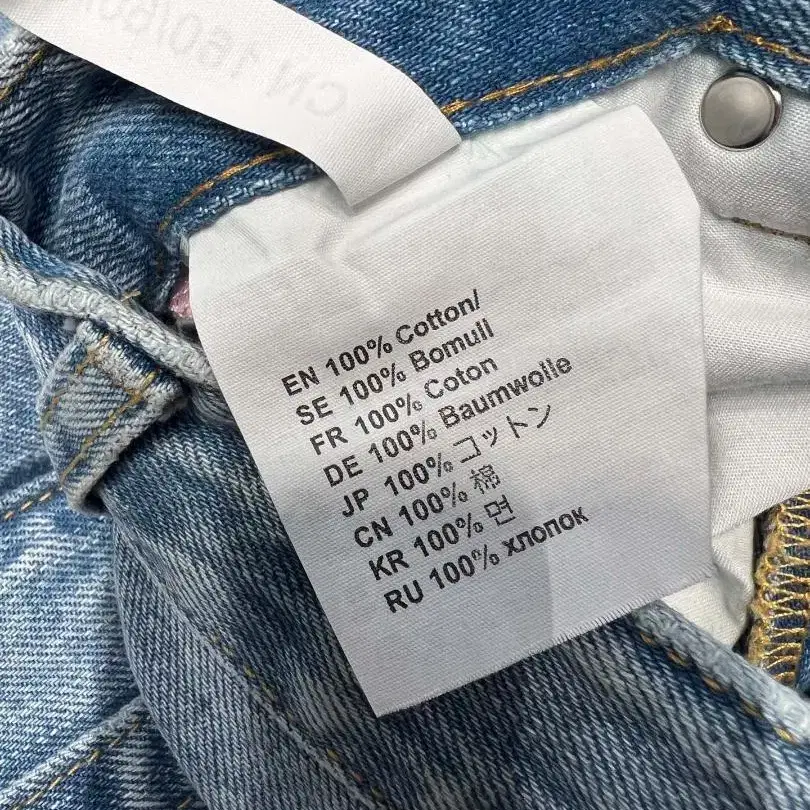 EN 100% Cotton/
SE 100% Bomull
FR 100% Coton
DE 100% Baumwolle
JP 100% コットン
CN 100% 棉
KR 100% 면
RU 100% хлопок